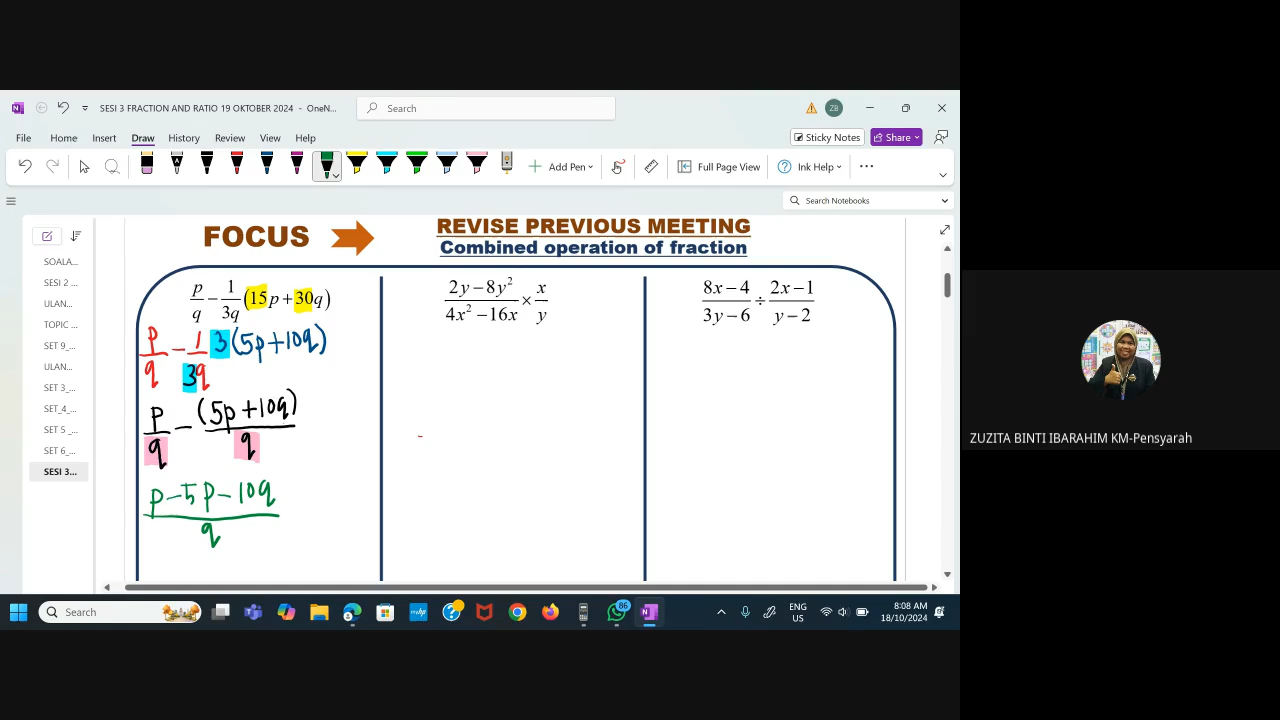 SESI 3 FRACTION AND RATIO 19 OKTOBER 2024 - OneN...
Search
ZB
File Home Insert Draw History Review View Help
Sticky Notes
Share
Add Pen
Full Page View
Ink Help
Search Notebooks
SOALA...
SESI 2 ...
ULAN...
TOPIC ...
SET 9_...
ULAN...
SET 3_...
SET_4_...
SET 5 _...
SET 6_...
SESI 3...
FOCUS
REVISE PREVIOUS MEETING
Combined operation of fraction
p/q − 1/3q (15p + 30q)
p/q − 1/3q 3(5p + 10q)
p/q − (5p + 10q)/q
p − 5p − 10q / q
2y − 8y² / 4x² − 16x × x/y
8x − 4 / 3y − 6 ÷ 2x − 1 / y − 2
ZUZITA BINTI IBARAHIM KM-Pensyarah
Search
86
ENG
US
8:08 AM
18/10/2024